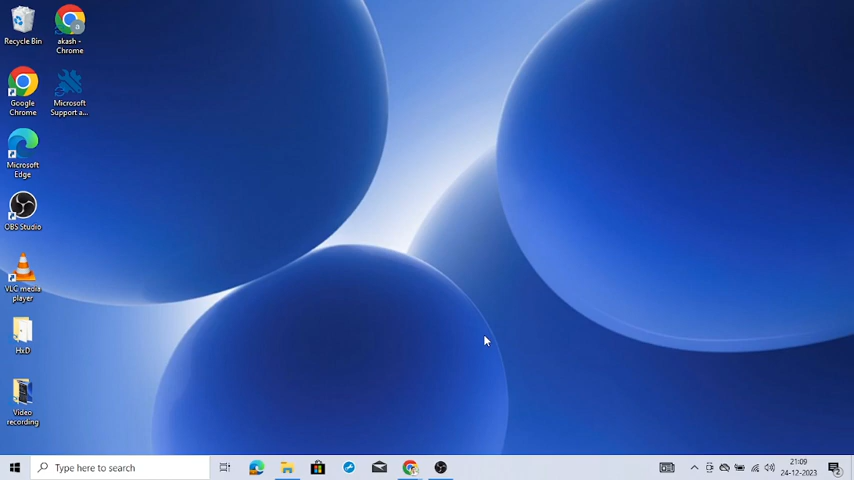 Recycle Bin
akash -
Chrome
Google
Chrome
Microsoft
Support a...
Microsoft
Edge
OBS Studio
VLC media
player
HxD
Video
recording
Type here to search
21:09
24-12-2023
2